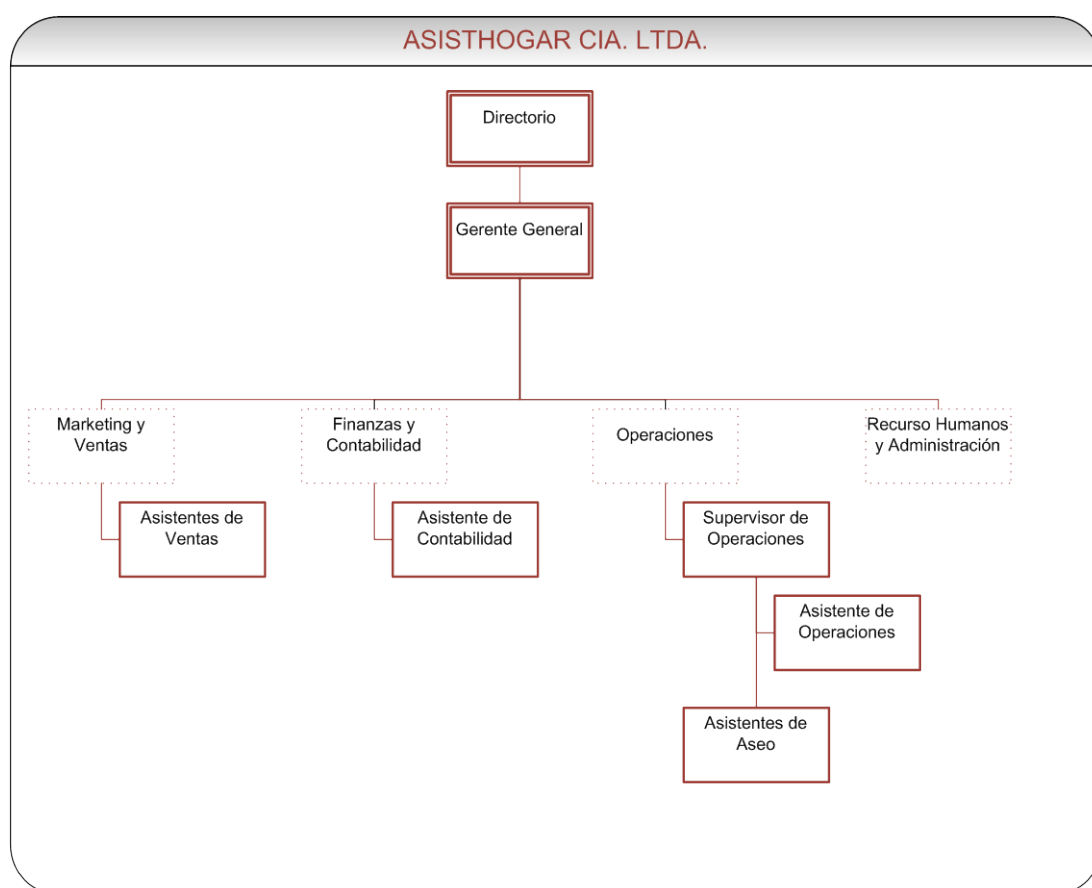 ASISTHOGAR CIA. LTDA.
Directorio
Gerente General
Marketing y
Ventas
Finanzas y
Contabilidad
Operaciones
Recurso Humanos
y Administración
Asistentes de
Ventas
Asistente de
Contabilidad
Supervisor de
Operaciones
Asistente de
Operaciones
Asistentes de
Aseo